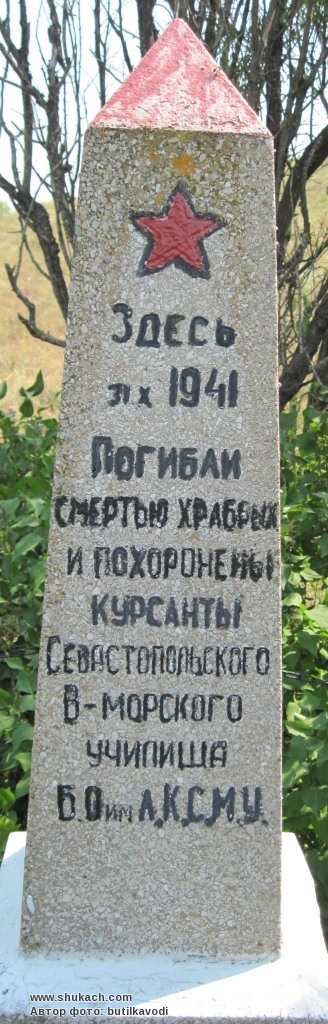 Здесь
31 х 1941
Погибли
смертью храбрых
и похоронены
курсанты
Севастопольского
В-морского
училища
Б.О им Л.К.С.М.У.
www.shukach.com
Автор фото: butilkavodi